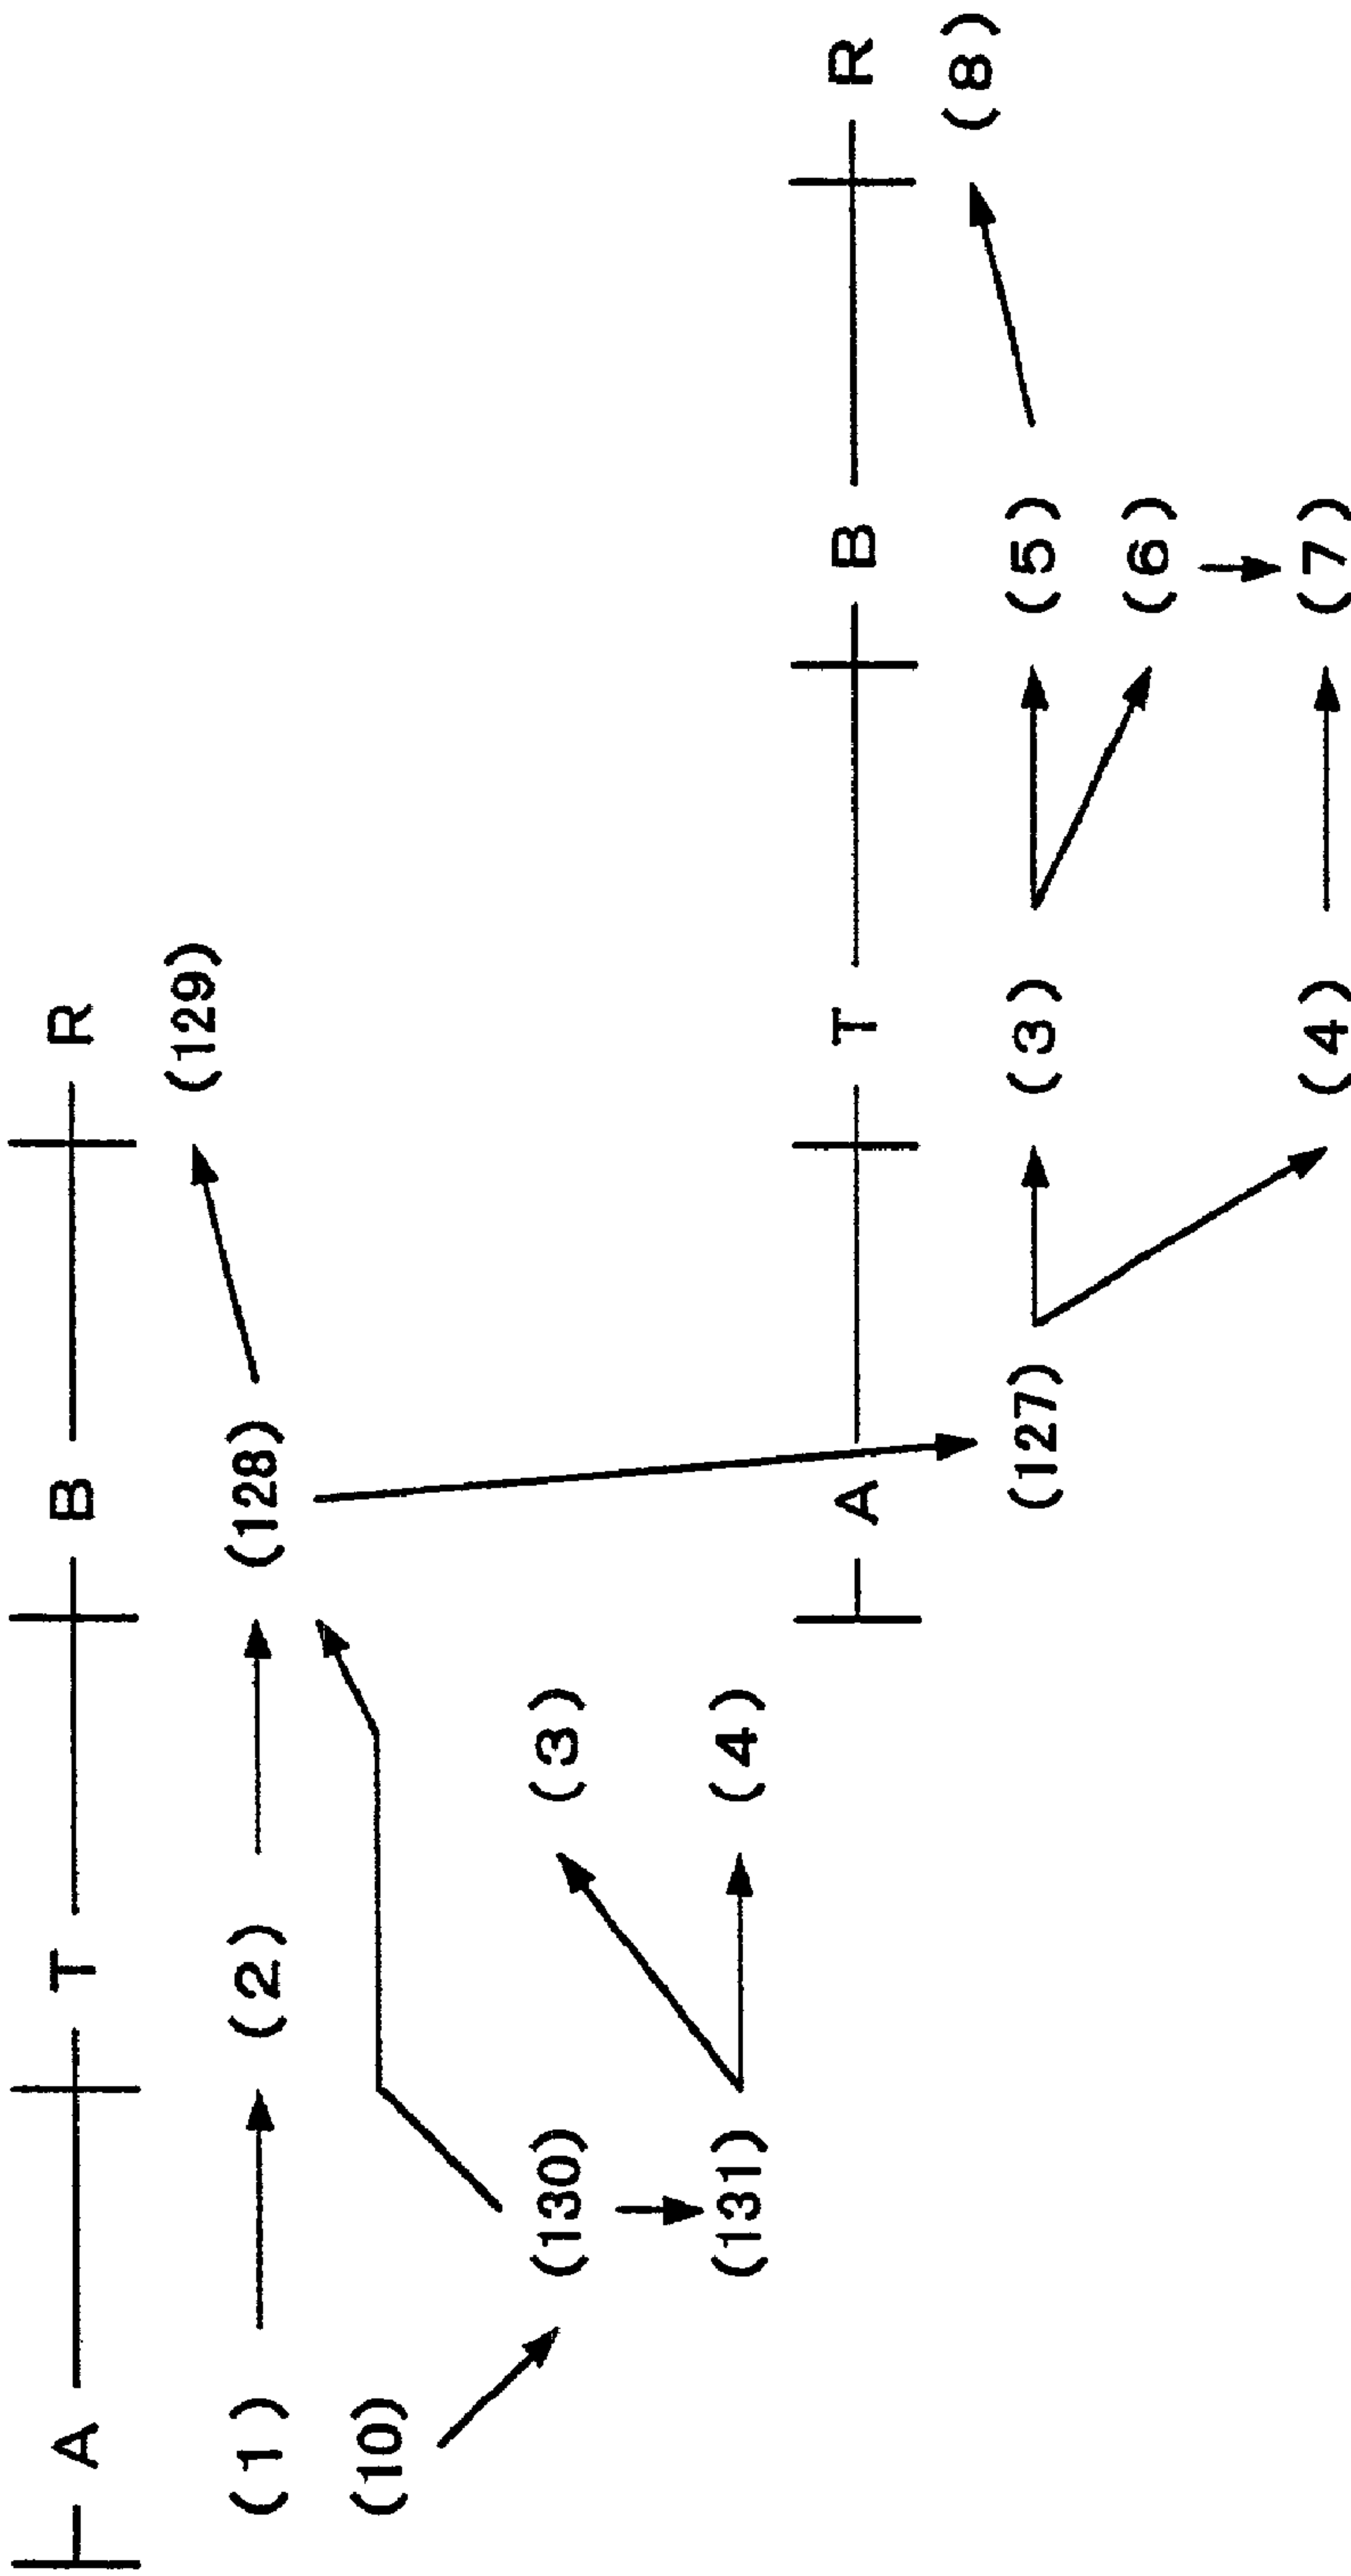 A T B R
(129)
(1) (2) (128)
(10)
(130) (3)
(131) (4)
A T B R
(8)
(127) (3) (5)
(6)
(4) (7)